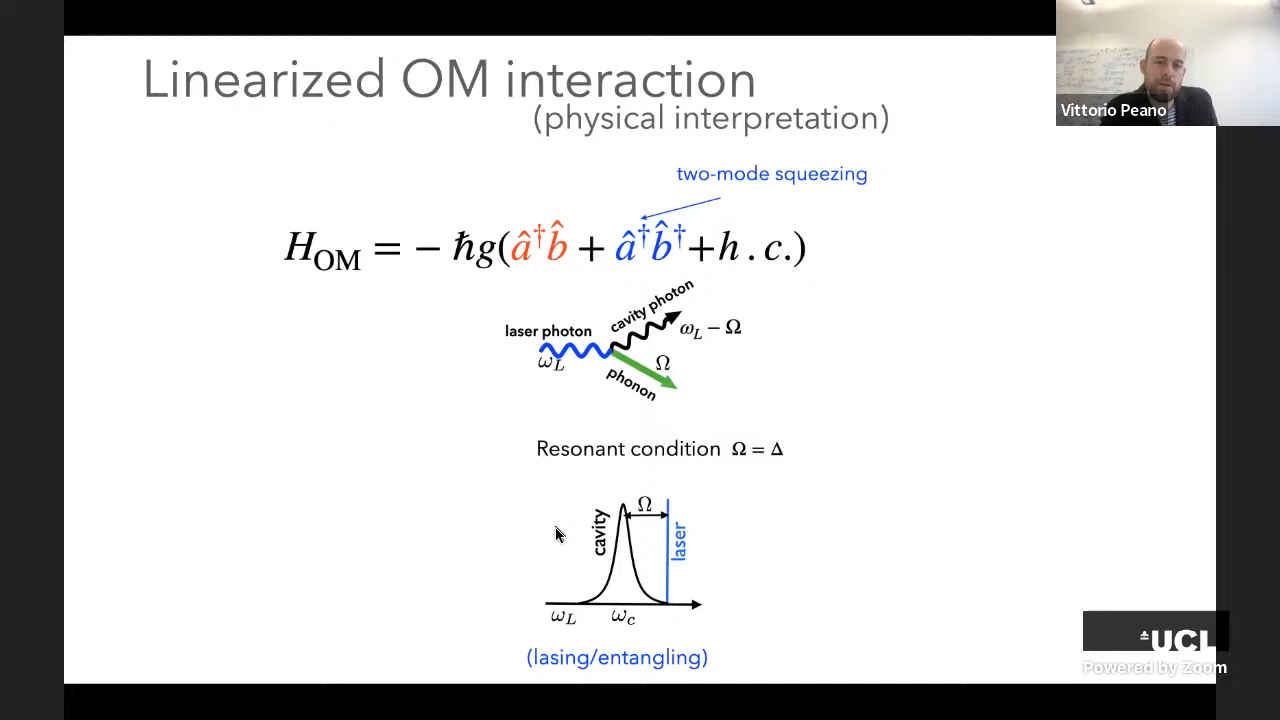 Linearized OM interaction
(physical interpretation)
Vittorio Peano
two-mode squeezing
H_OM = − ħg(â†b̂ + â†b̂† + h.c.)
laser photon
cavity photon
ω_L − Ω
ω_L
Ω
phonon
Resonant condition Ω = Δ
Ω
cavity
laser
ω_L
ω_c
(lasing/entangling)
UCL
Powered by Zoom